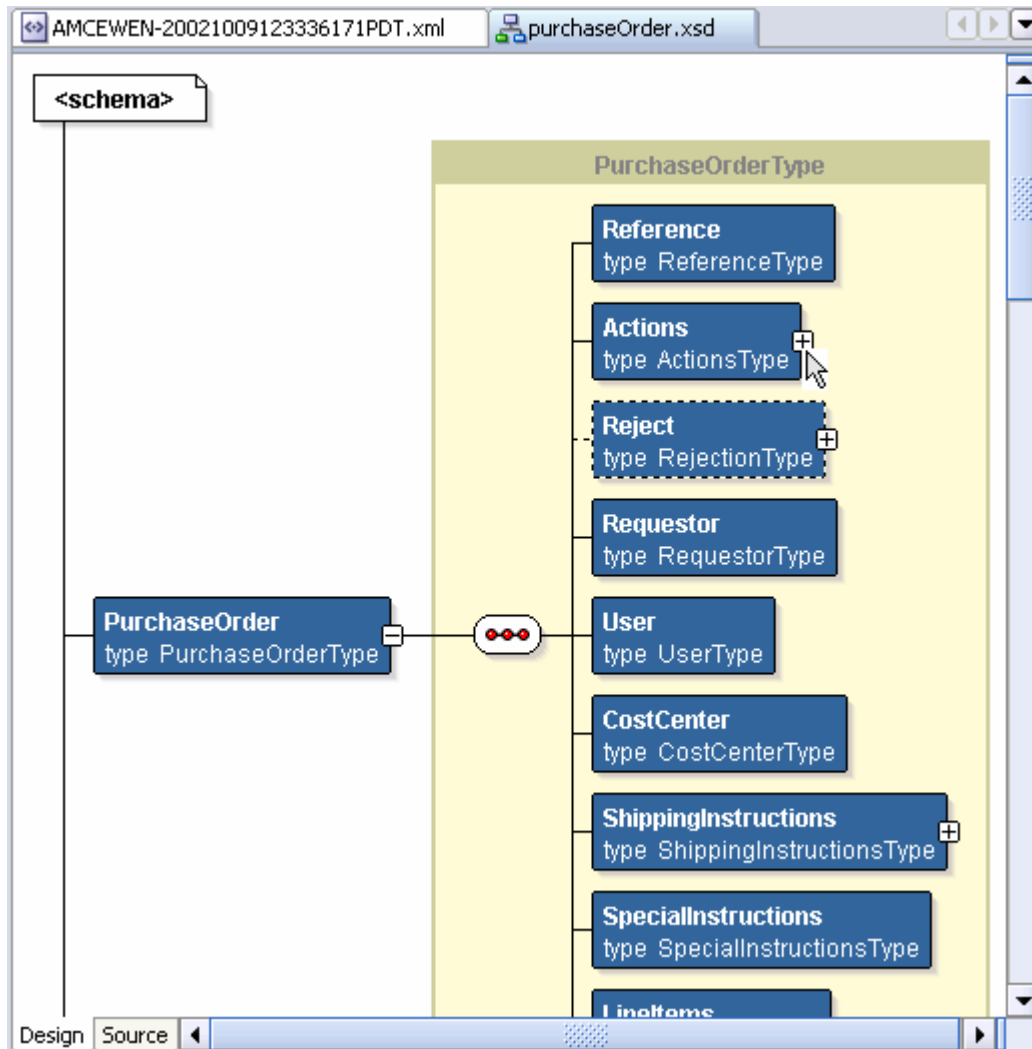 AMCEWEN-20021009123336171PDT.xml
purchaseOrder.xsd
<schema>
PurchaseOrderType
Reference
type ReferenceType
Actions
type ActionsType
Reject
type RejectionType
Requestor
type RequestorType
PurchaseOrder
type PurchaseOrderType
User
type UserType
CostCenter
type CostCenterType
ShippingInstructions
type ShippingInstructionsType
SpecialInstructions
type SpecialInstructionsType
LineItems
Design
Source